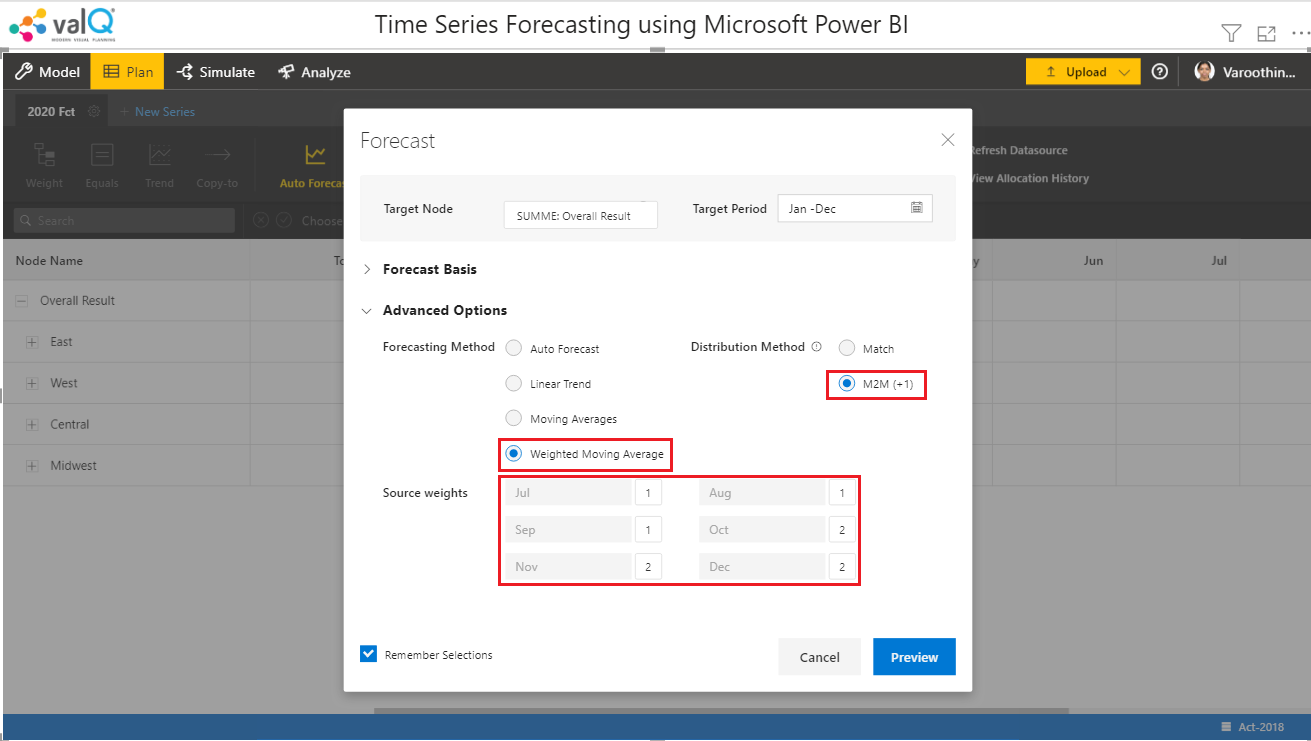 valQ®
MODERN VISUAL PLANNING
Time Series Forecasting using Microsoft Power BI
Model
Plan
Simulate
Analyze
Upload
Varoothin...
2020 Fct
+ New Series
Weight
Equals
Trend
Copy-to
Auto Forecas
Refresh Datasource
View Allocation History
Search
Choose
Node Name
To
y
Jun
Jul
Overall Result
East
West
Central
Midwest
Forecast
Target Node
SUMME: Overall Result
Target Period
Jan -Dec
Forecast Basis
Advanced Options
Forecasting Method
Auto Forecast
Linear Trend
Moving Averages
Weighted Moving Average
Distribution Method
Match
M2M (+1)
Source weights
Jul 1 Aug 1
Sep 1 Oct 2
Nov 2 Dec 2
Remember Selections
Cancel
Preview
Act-2018